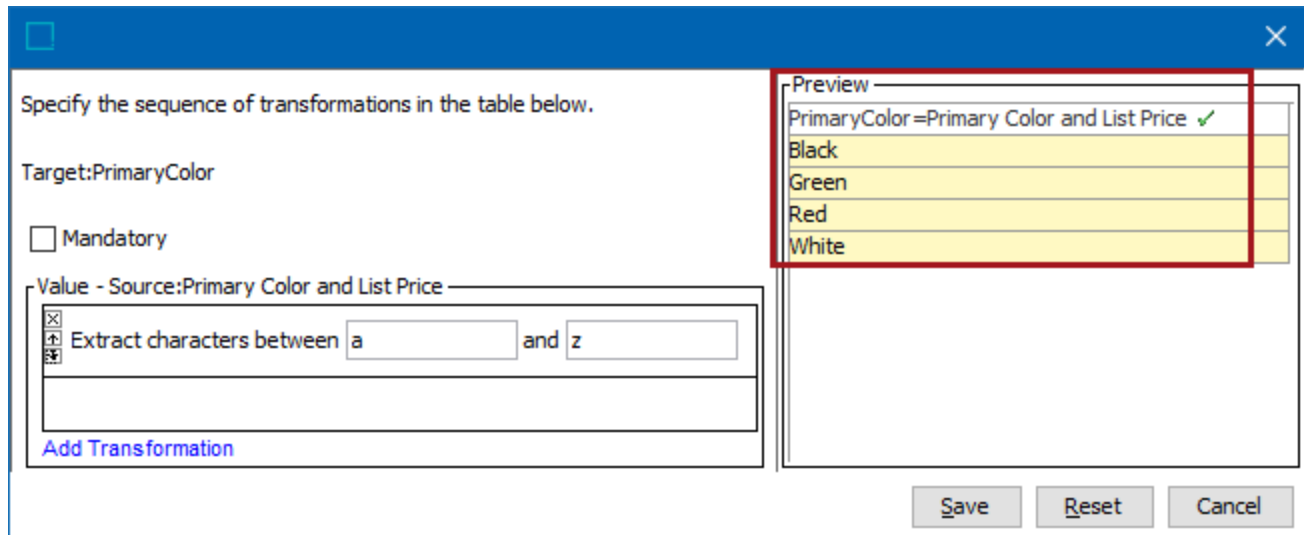 Specify the sequence of transformations in the table below.
Target:PrimaryColor
Mandatory
Value - Source:Primary Color and List Price
Extract characters between a and z
Add Transformation
Preview
PrimaryColor=Primary Color and List Price
Black
Green
Red
White
Save Reset Cancel